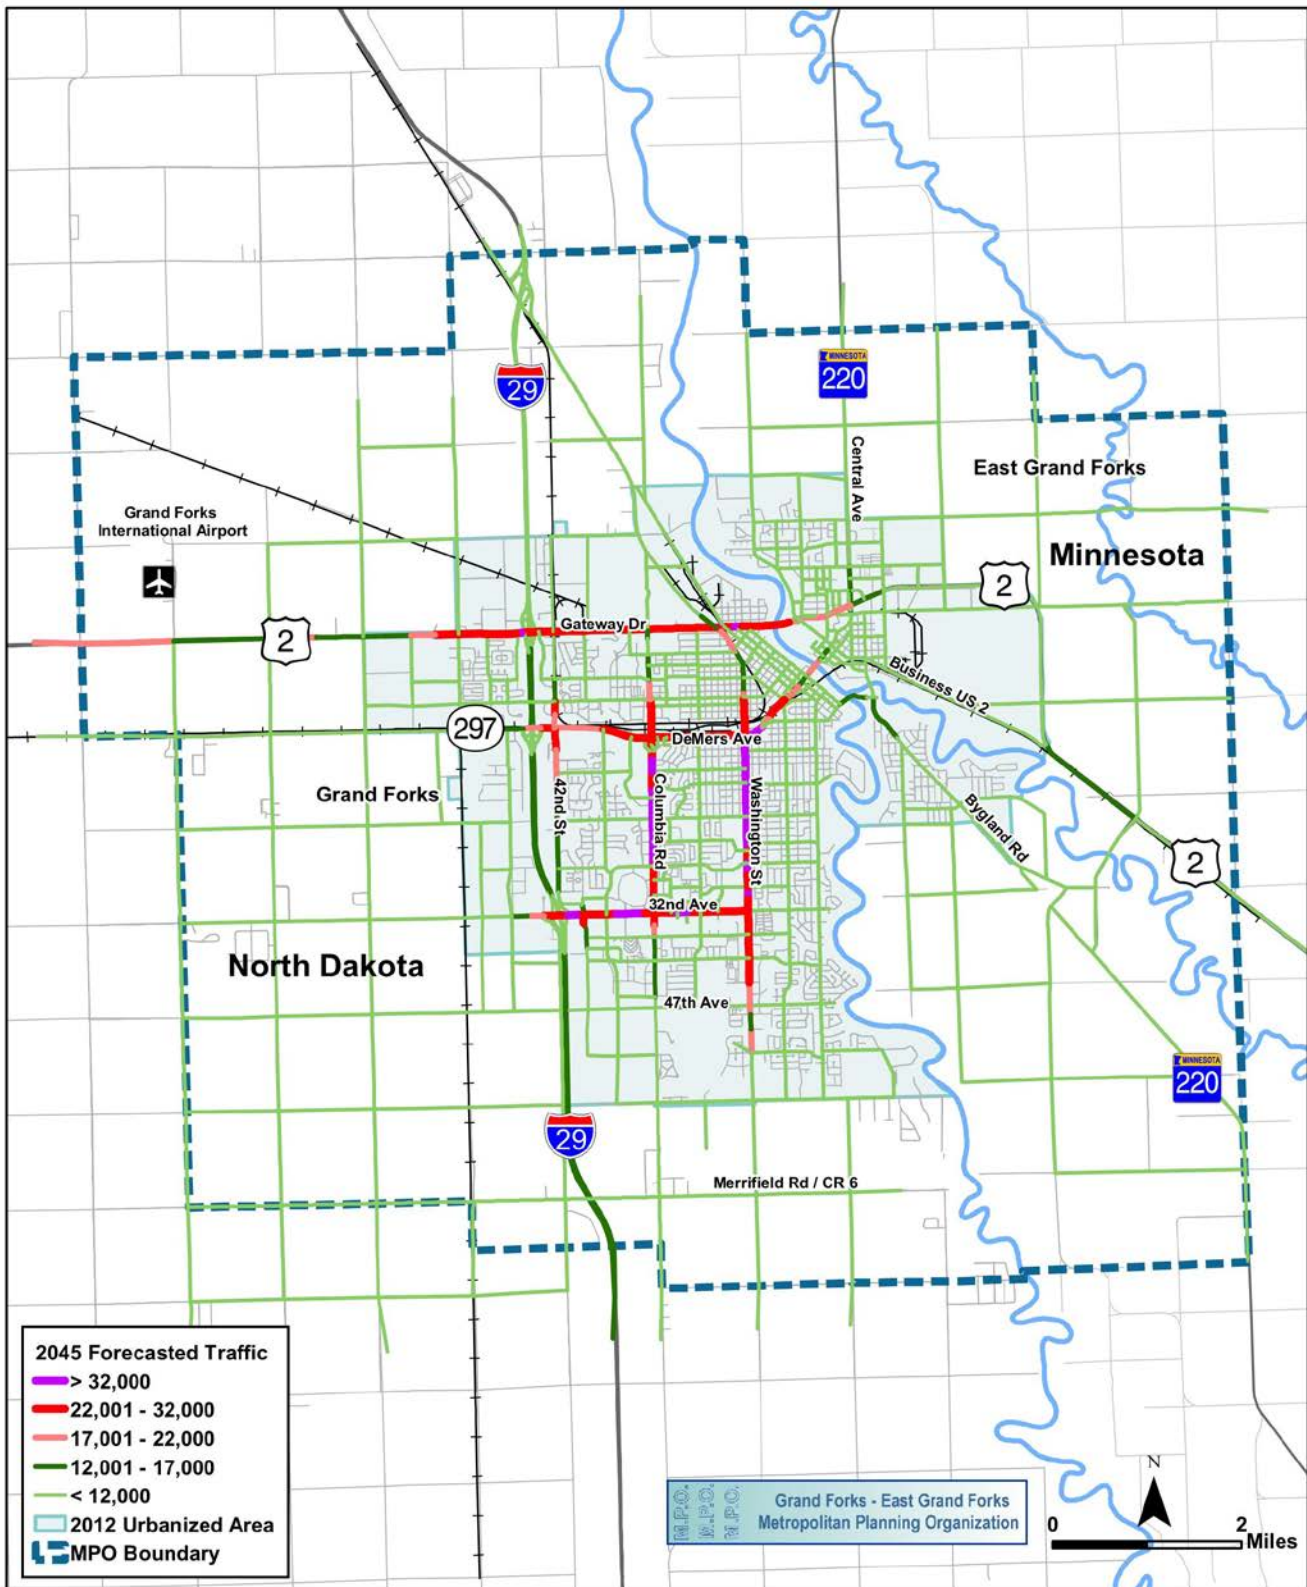 29
MINNESOTA
220
Central Ave
East Grand Forks
Grand Forks
International Airport
Minnesota
2
2
Gateway Dr
Business US 2
297
DeMers Ave
Grand Forks
42nd St
Columbia Rd
Washington St
Bygland Rd
2
32nd Ave
North Dakota
47th Ave
MINNESOTA
220
29
Merrifield Rd / CR 6
2045 Forecasted Traffic
> 32,000
22,001 - 32,000
17,001 - 22,000
12,001 - 17,000
< 12,000
2012 Urbanized Area
MPO Boundary
M.P.O.
M.P.O.
M.P.O.
Grand Forks - East Grand Forks
Metropolitan Planning Organization
N
0 2
Miles